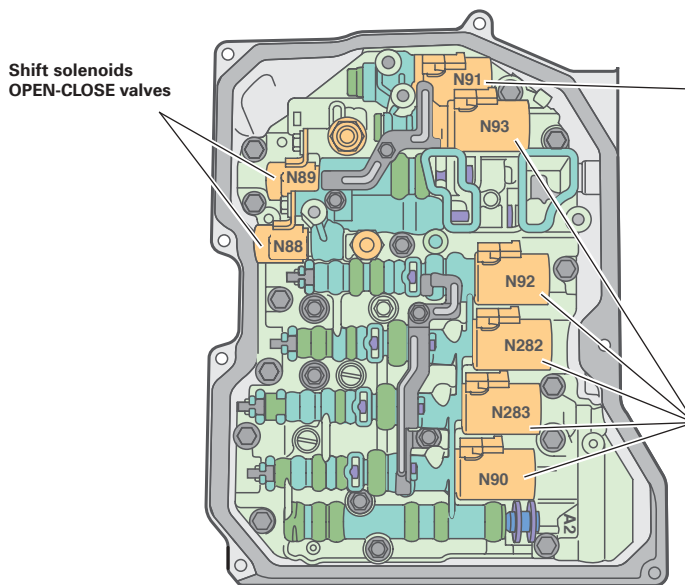 Shift solenoids
OPEN-CLOSE valves
N91
N93
N89
N88
N92
N282
N283
N90
A2